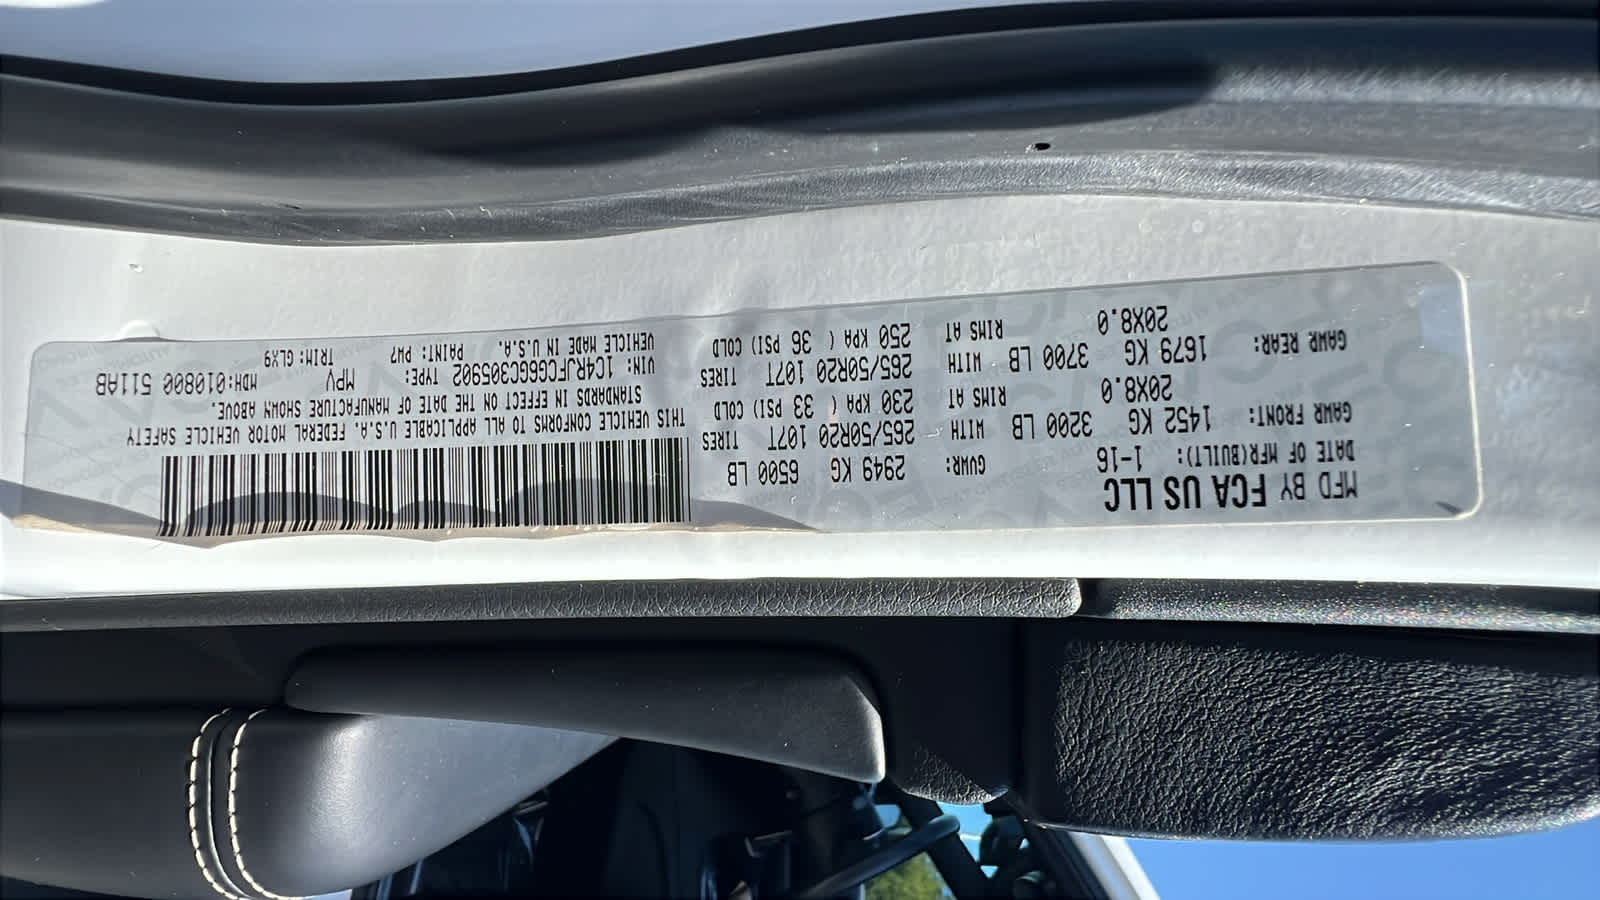 MFD BY FCA US LLC
DATE OF MFR(BUILT): 1-16 GVWR: 2949 KG 6500 LB
GAWR FRONT: 1452 KG 3200 LB WITH TIRES 265/50R20 107T
20X8.0 RIMS AT 230 KPA ( 33 PSI) COLD
GAWR REAR: 1679 KG 3700 LB WITH TIRES 265/50R20 107T
20X8.0 RIMS AT 250 KPA ( 36 PSI) COLD
THIS VEHICLE CONFORMS TO ALL APPLICABLE U.S.A. FEDERAL MOTOR VEHICLE SAFETY
STANDARDS IN EFFECT ON THE DATE OF MANUFACTURE SHOWN ABOVE.
VIN: 1C4RJFCG6GC305902 TYPE: MPV MDH:010800 511AB
VEHICLE MADE IN U.S.A. PAINT: PW7 TRIM: GLX9